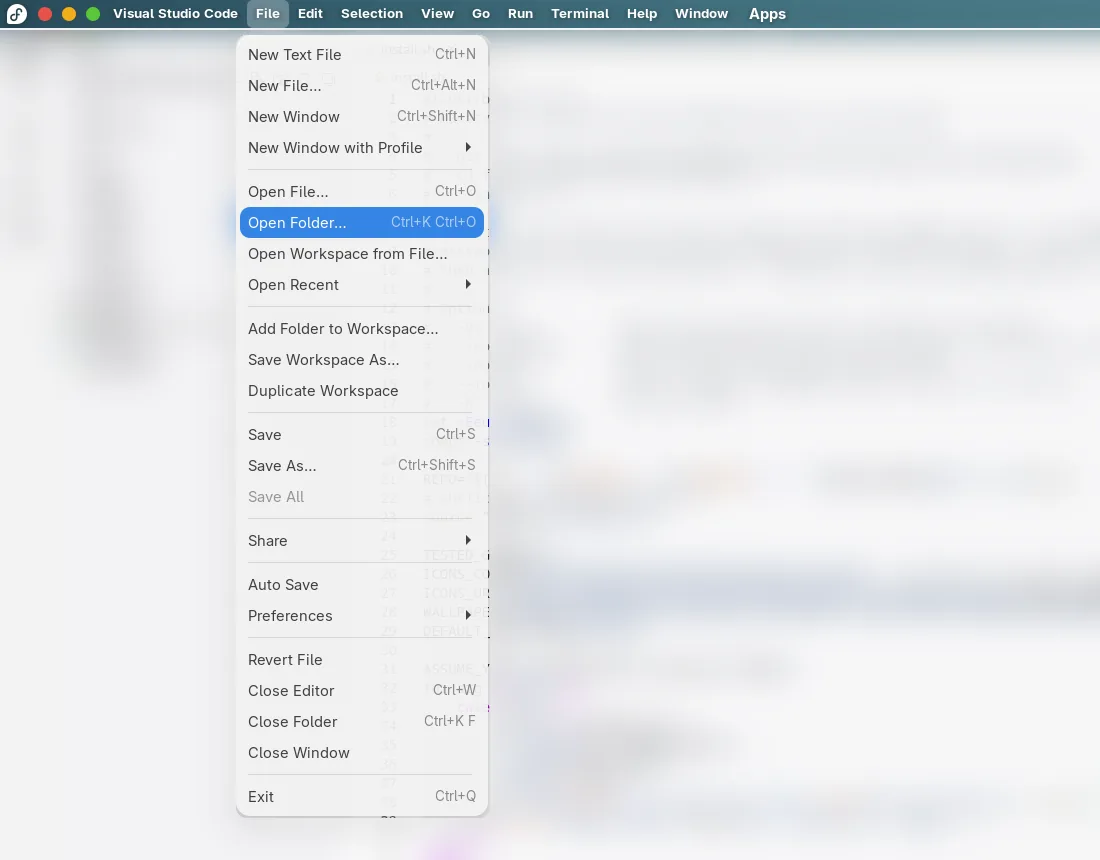 Visual Studio Code File Edit Selection View Go Run Terminal Help Window Apps
New Text File Ctrl+N
New File... Ctrl+Alt+N
New Window Ctrl+Shift+N
New Window with Profile
Open File... Ctrl+O
Open Folder... Ctrl+K Ctrl+O
Open Workspace from File...
Open Recent
Add Folder to Workspace...
Save Workspace As...
Duplicate Workspace
Save Ctrl+S
Save As... Ctrl+Shift+S
Save All
Share
Auto Save
Preferences
Revert File
Close Editor Ctrl+W
Close Folder Ctrl+K F
Close Window
Exit Ctrl+Q